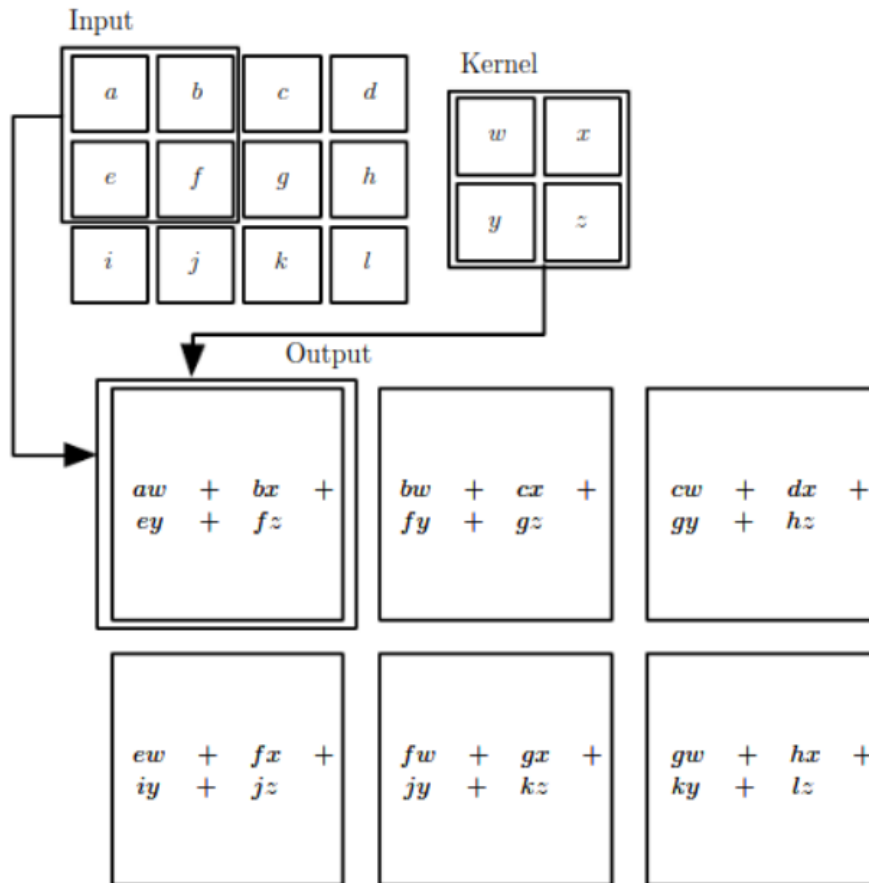 Input
a b c d
e f g h
i j k l
Kernel
w x
y z
Output
aw + bx +
ey + fz
bw + cx +
fy + gz
cw + dx +
gy + hz
ew + fx +
iy + jz
fw + gx +
jy + kz
gw + hx +
ky + lz